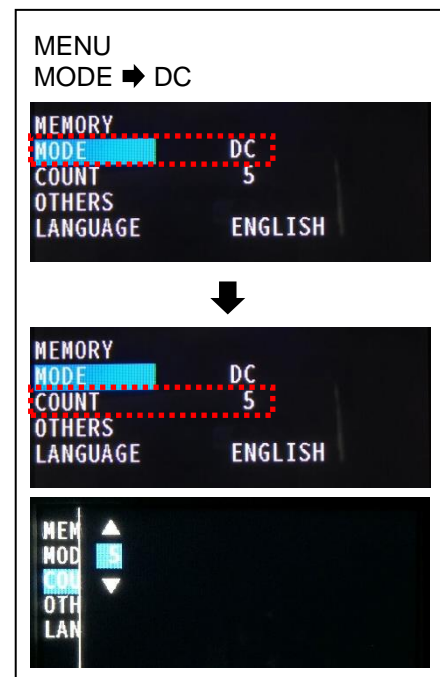 MENU
MODE ➡ DC
MEMORY
MODE DC
COUNT 5
OTHERS
LANGUAGE ENGLISH
MEMORY
MODE DC
COUNT 5
OTHERS
LANGUAGE ENGLISH
MEM
MOD 5
COU
OTH
LAN